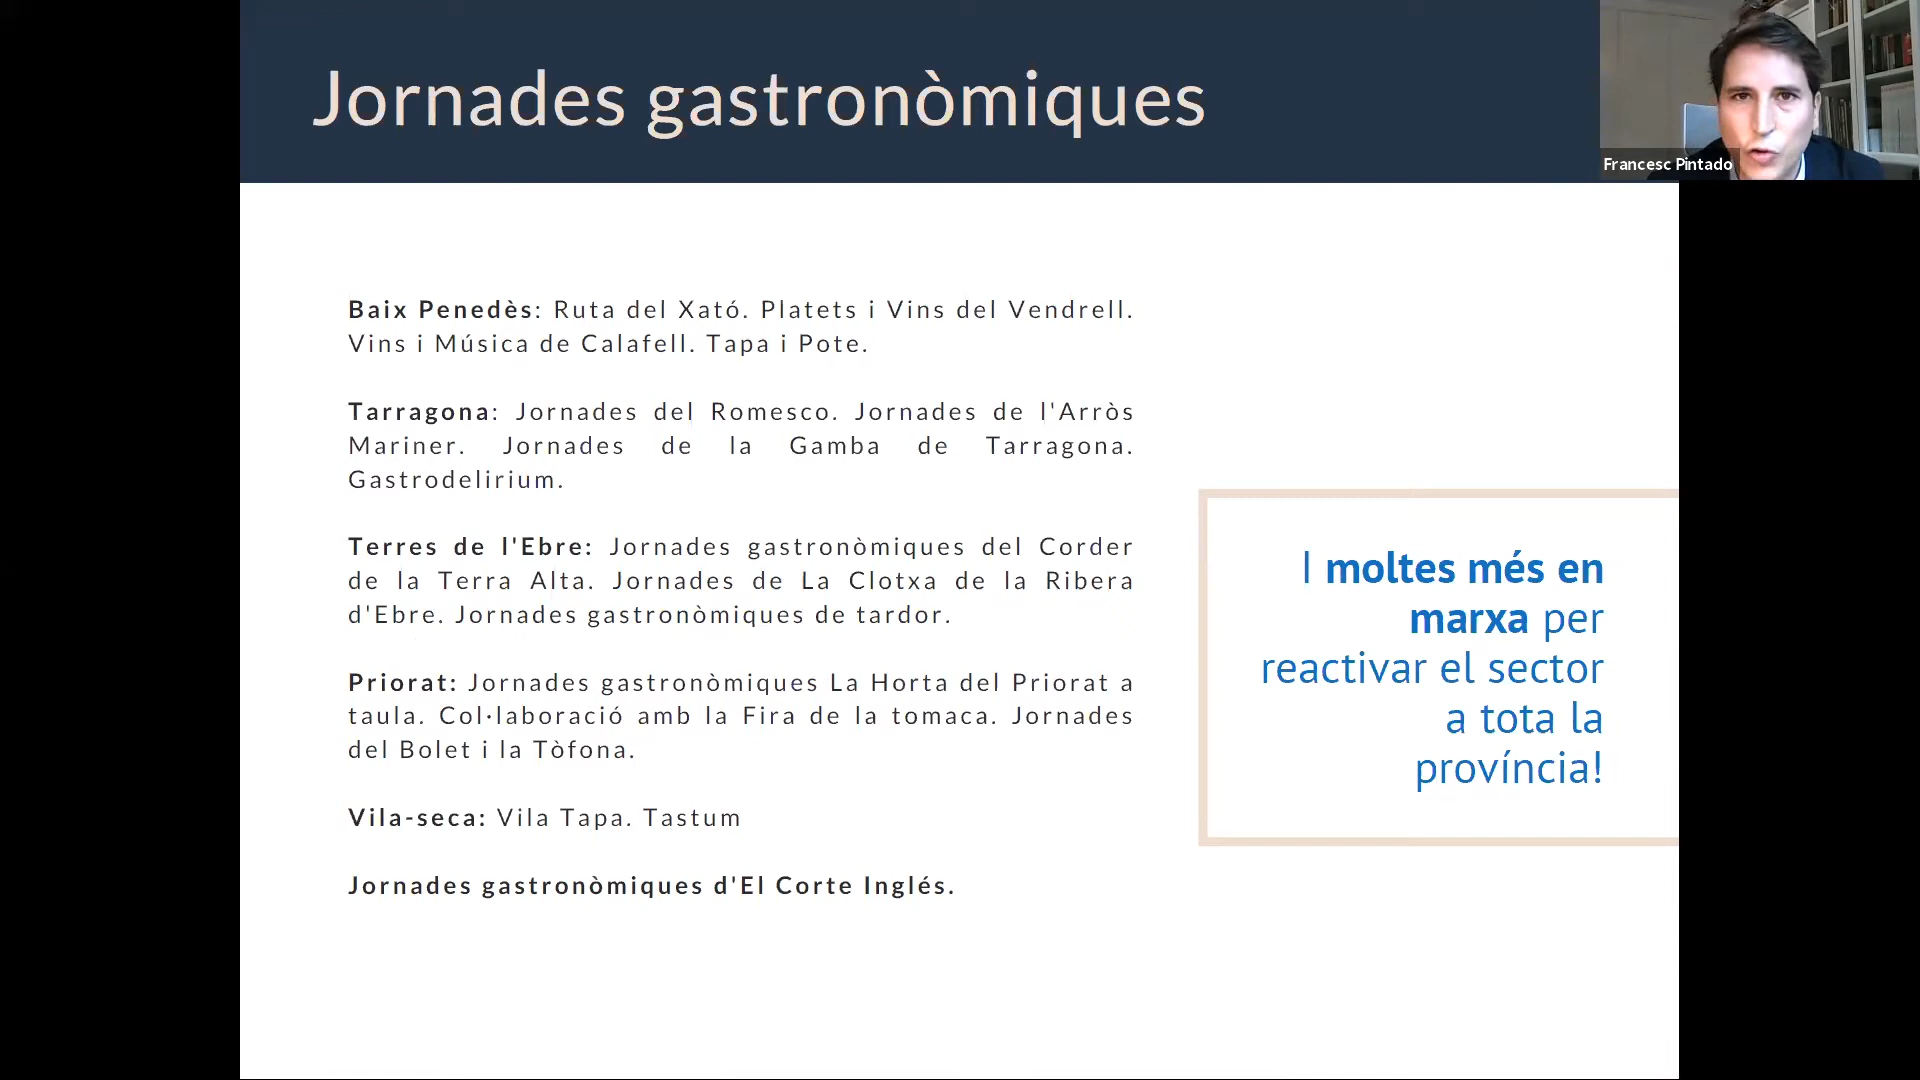 Jornades gastronòmiques
Francesc Pintado
Baix Penedès: Ruta del Xató. Platets i Vins del Vendrell.
Vins i Música de Calafell. Tapa i Pote.
Tarragona: Jornades del Romesco. Jornades de l'Arròs
Mariner. Jornades de la Gamba de Tarragona.
Gastrodelirium.
Terres de l'Ebre: Jornades gastronòmiques del Corder
de la Terra Alta. Jornades de La Clotxa de la Ribera
d'Ebre. Jornades gastronòmiques de tardor.
Priorat: Jornades gastronòmiques La Horta del Priorat a
taula. Col·laboració amb la Fira de la tomaca. Jornades
del Bolet i la Tòfona.
Vila-seca: Vila Tapa. Tastum
Jornades gastronòmiques d'El Corte Inglés.
I moltes més en
marxa per
reactivar el sector
a tota la
província!